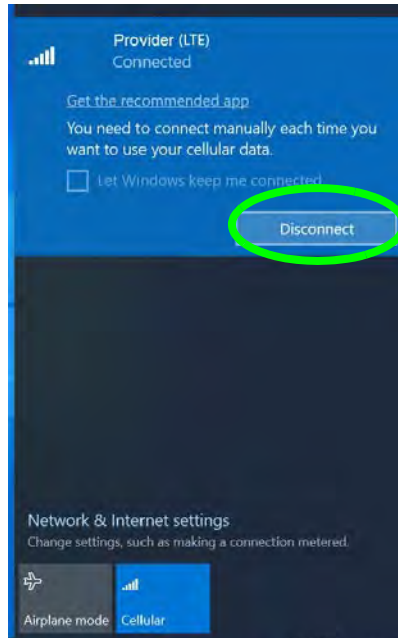 Provider (LTE)
Connected
Get the recommended app
You need to connect manually each time you
want to use your cellular data.
Let Windows keep me connected
Disconnect
Network & Internet settings
Change settings, such as making a connection metered.
Airplane mode Cellular